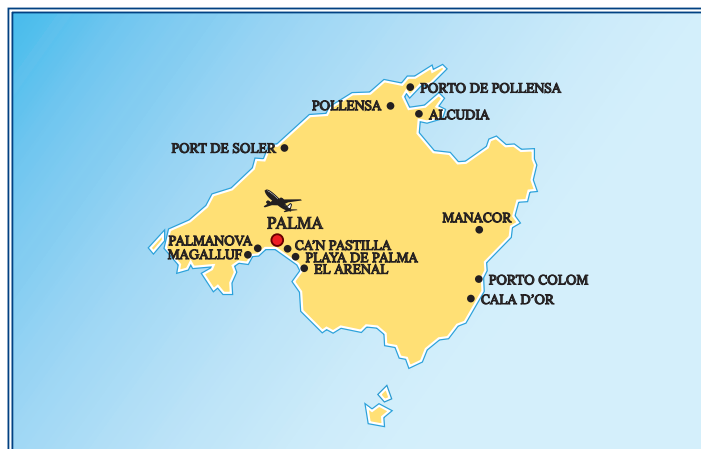 PORTO DE POLLENSA
POLLENSA
ALCUDIA
PORT DE SOLER
PALMA
MANACOR
PALMANOVA
CA'N PASTILLA
MAGALLUF
PLAYA DE PALMA
EL ARENAL
PORTO COLOM
CALA D'OR